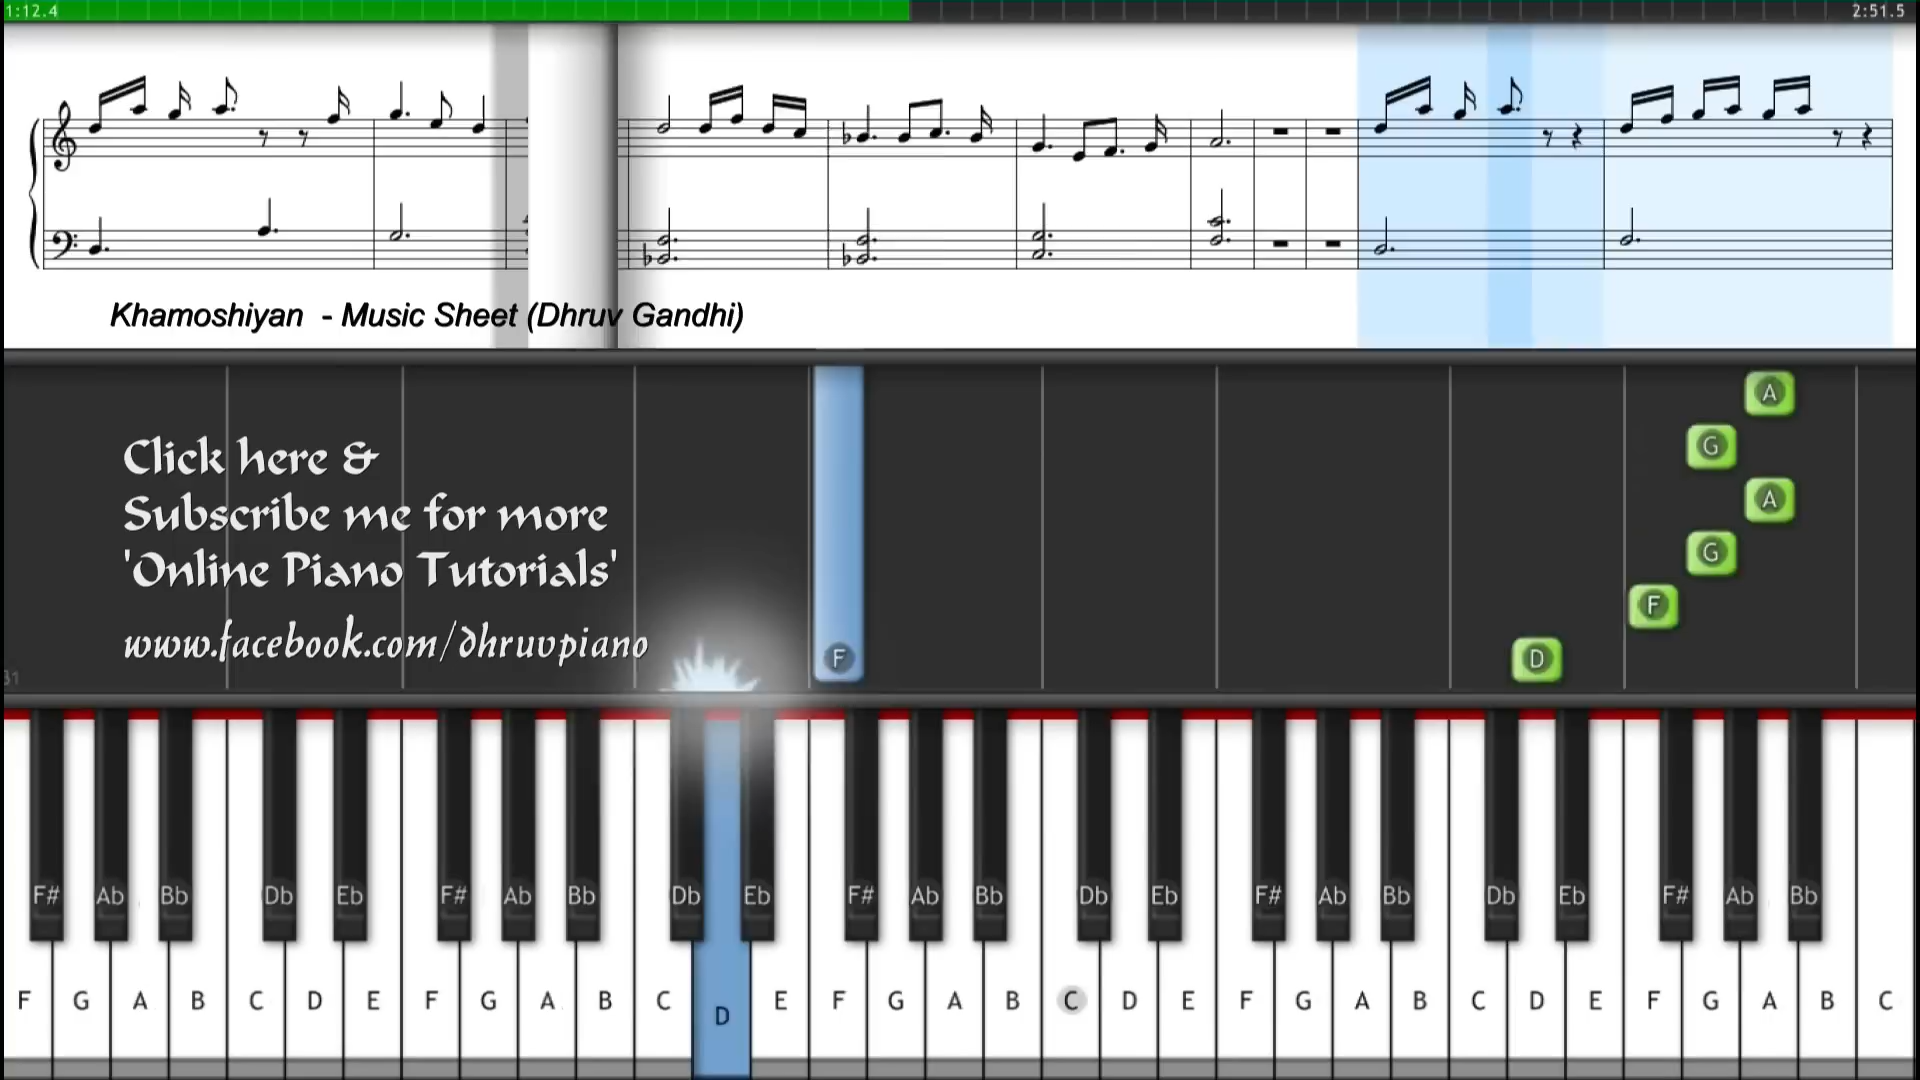 1:12.4
2:51.5
Khamoshiyan - Music Sheet (Dhruv Gandhi)
A
G
A
G
F
D
F
Click here &
Subscribe me for more
'Online Piano Tutorials'
www.facebook.com/dhruvpiano
31
F# Ab Bb Db Eb F# Ab Bb Db Eb F# Ab Bb Db Eb F# Ab Bb Db Eb F# Ab Bb
F G A B C D E F G A B C D E F G A B C D E F G A B C D E F G A B C